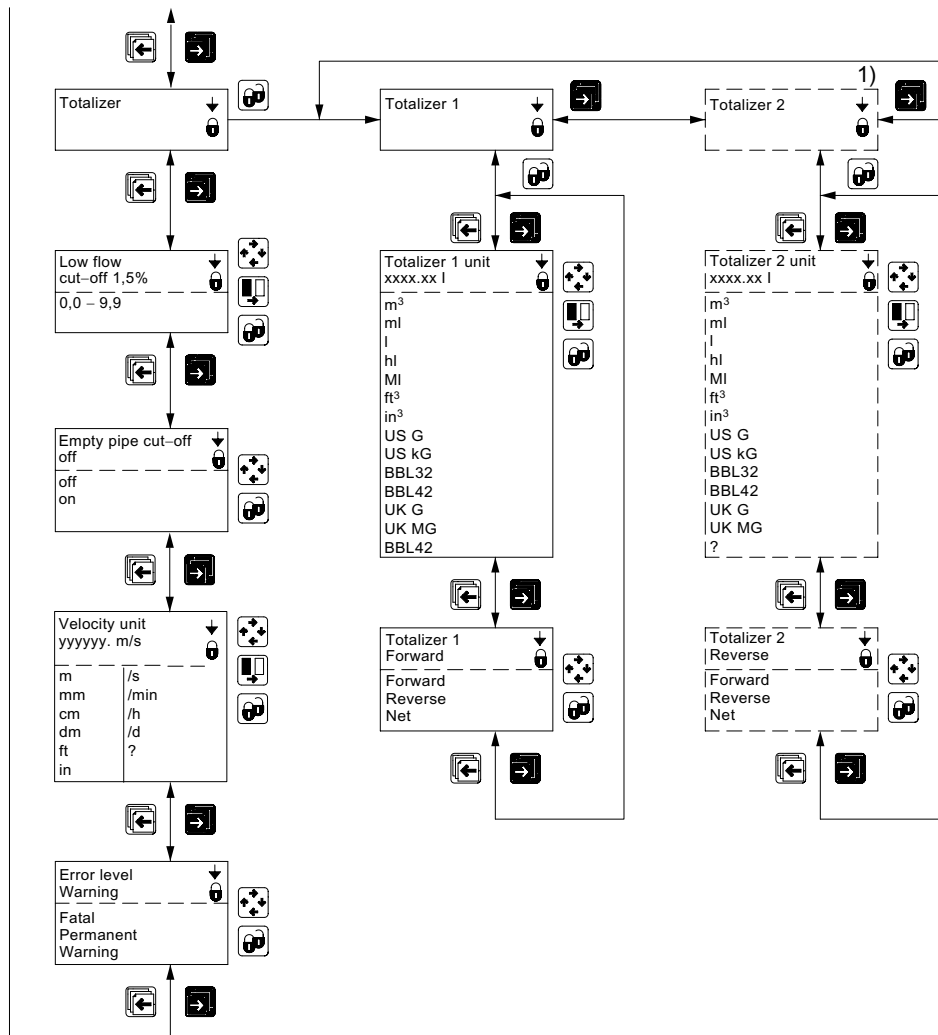 Totalizer
Low flow
cut–off 1,5%
0,0 – 9,9
Empty pipe cut–off
off
off
on
Velocity unit
yyyyyy. m/s
m /s
mm /min
cm /h
dm /d
ft ?
in
Error level
Warning
Fatal
Permanent
Warning
Totalizer 1
Totalizer 1 unit
xxxx.xx l
m³
ml
l
hl
Ml
ft³
in³
US G
US kG
BBL32
BBL42
UK G
UK MG
BBL42
Totalizer 1
Forward
Forward
Reverse
Net
1)
Totalizer 2
Totalizer 2 unit
xxxx.xx l
m³
ml
l
hl
Ml
ft³
in³
US G
US kG
BBL32
BBL42
UK G
UK MG
?
Totalizer 2
Reverse
Forward
Reverse
Net